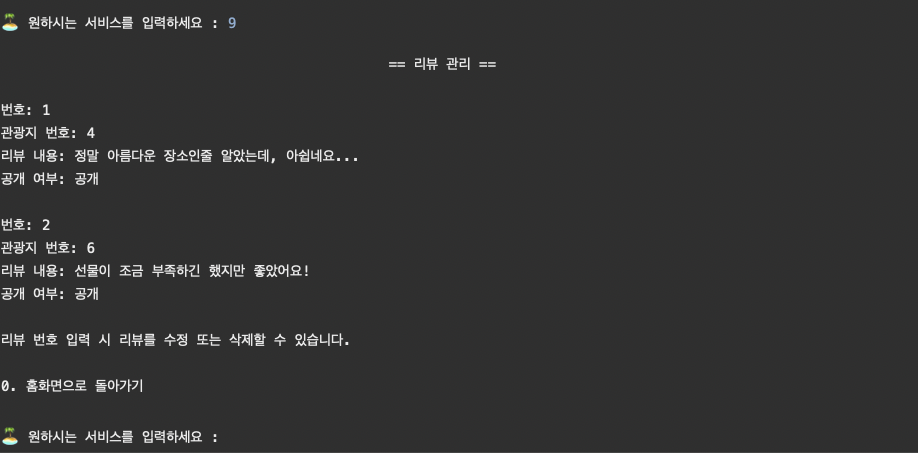 🏝️ 원하시는 서비스를 입력하세요 : 9
== 리뷰 관리 ==
번호: 1
관광지 번호: 4
리뷰 내용: 정말 아름다운 장소인줄 알았는데, 아쉽네요...
공개 여부: 공개
번호: 2
관광지 번호: 6
리뷰 내용: 선물이 조금 부족하긴 했지만 좋았어요!
공개 여부: 공개
리뷰 번호 입력 시 리뷰를 수정 또는 삭제할 수 있습니다.
0. 홈화면으로 돌아가기
🏝️ 원하시는 서비스를 입력하세요 :